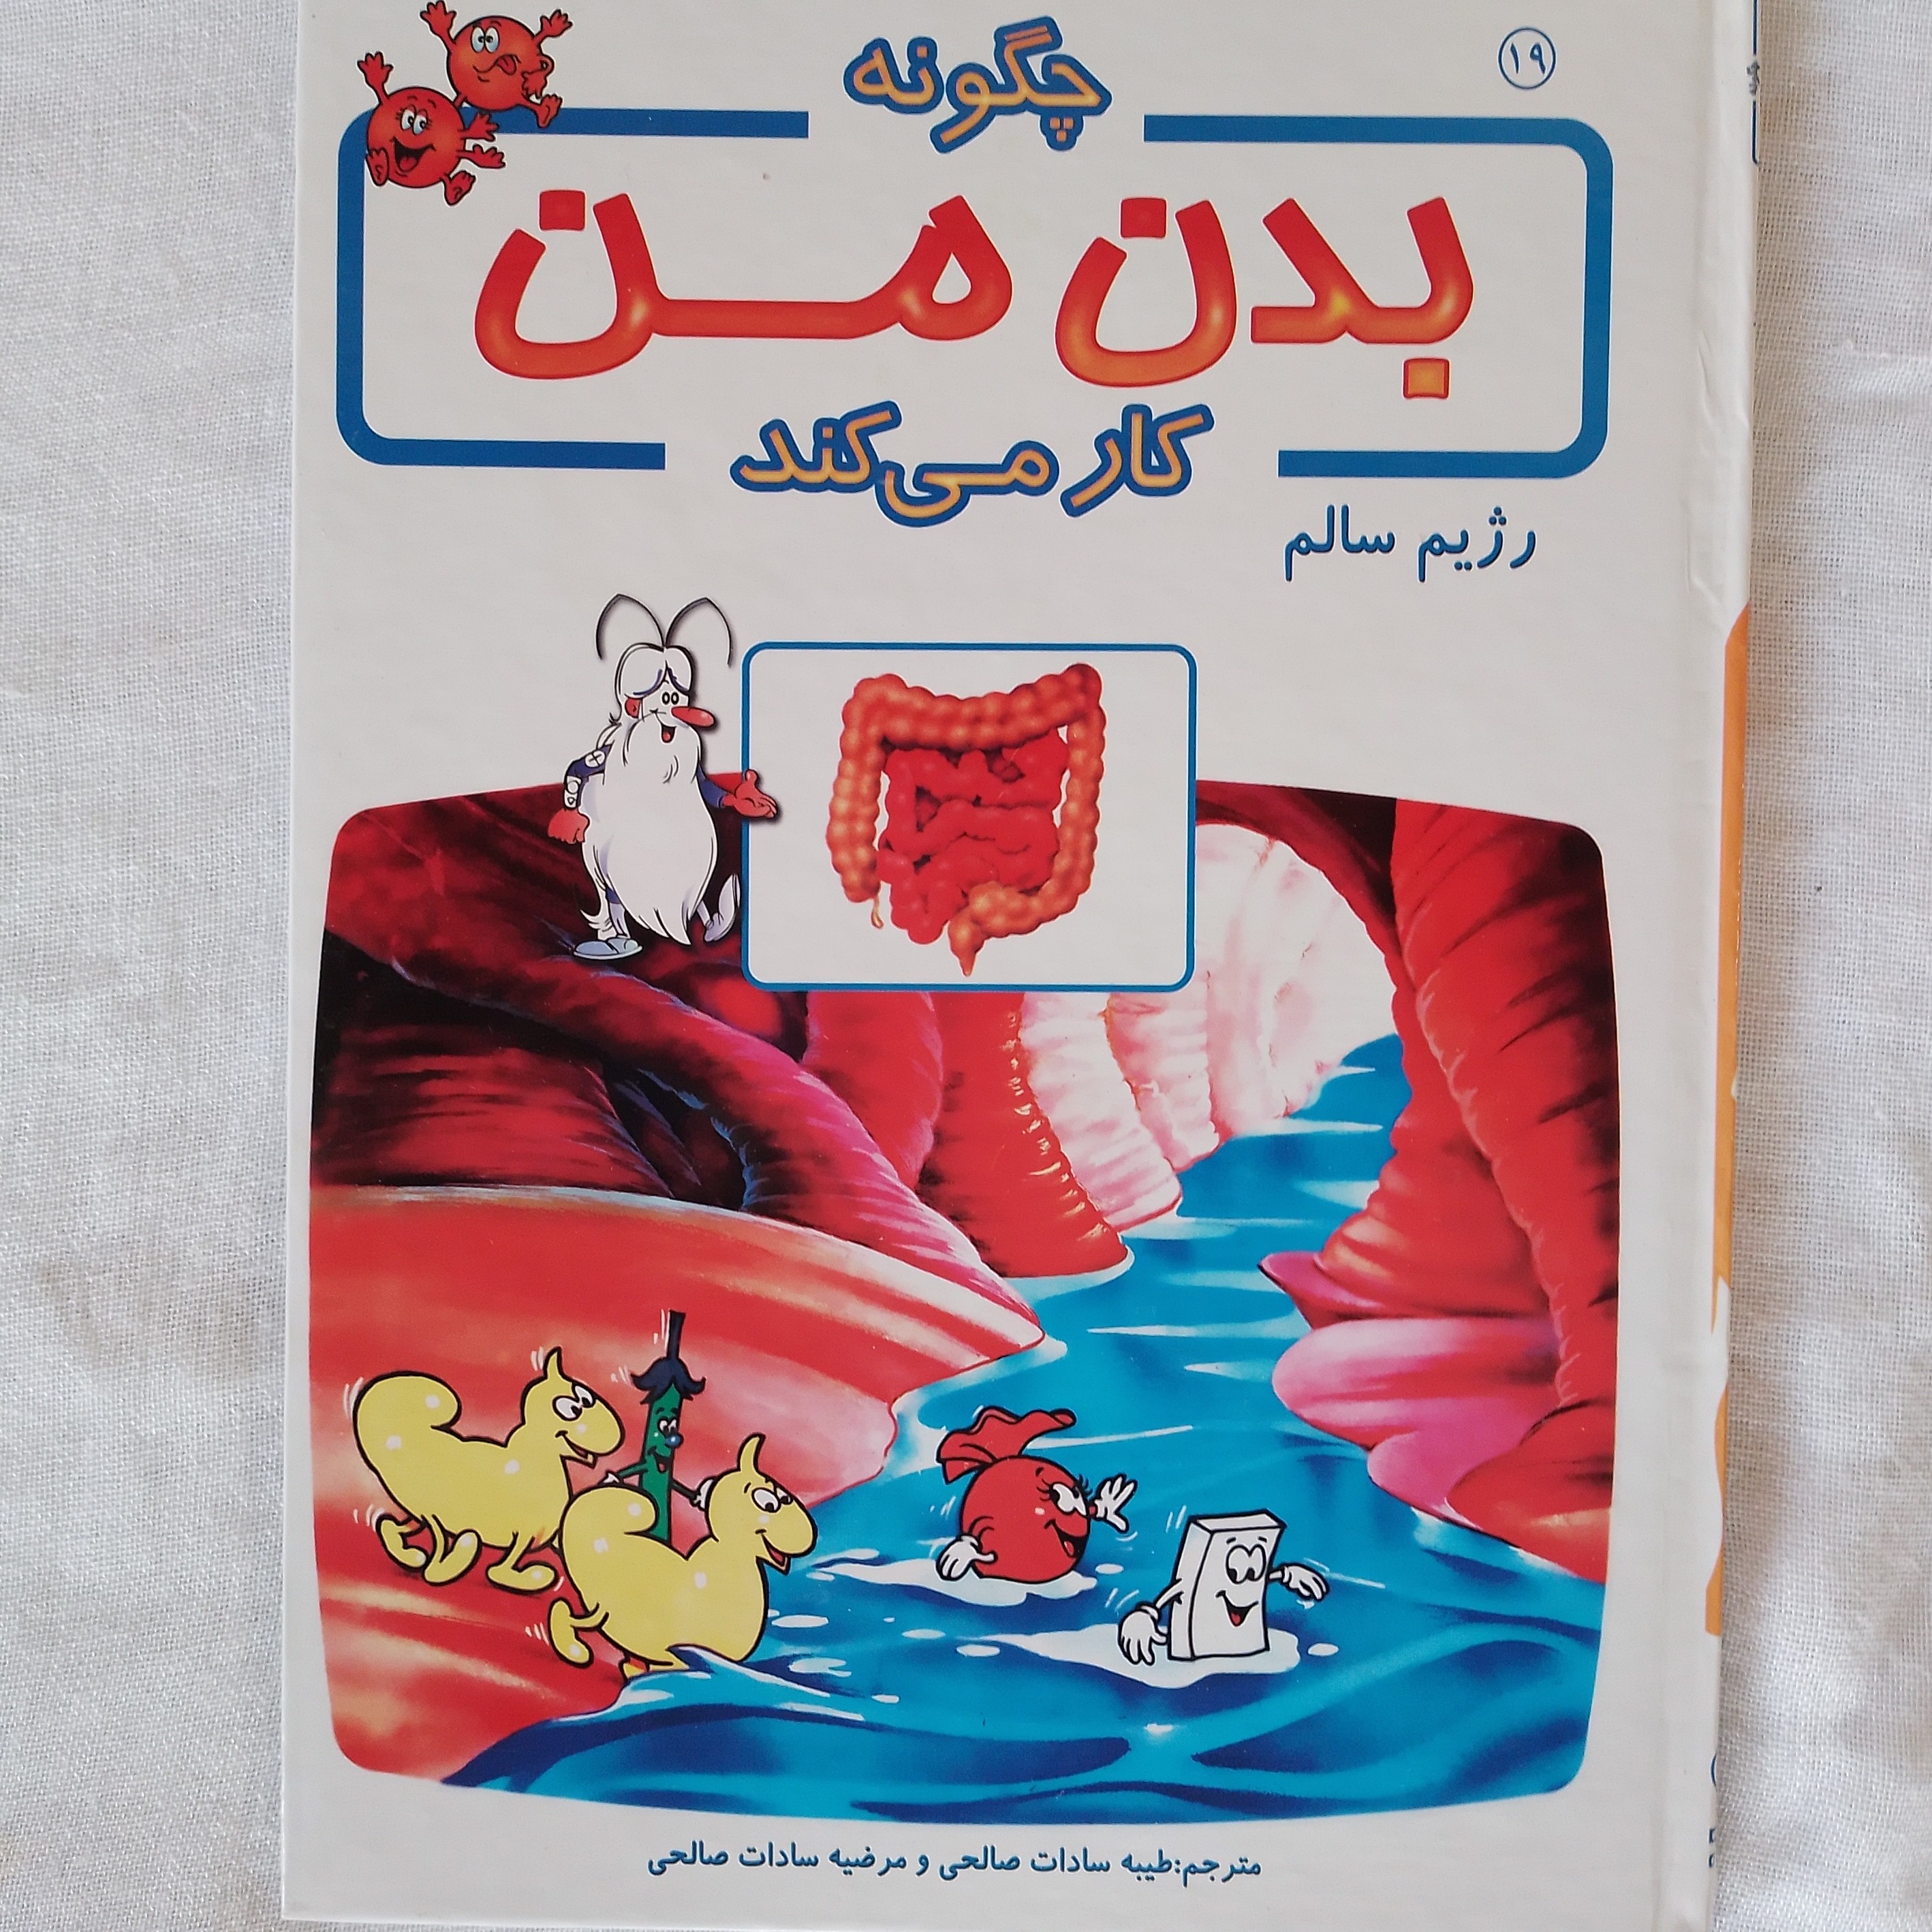 ۱۹
چگونه
بدن من
کار می‌کند
رژیم سالم
مترجم:طیبه سادات صالحی و مرضیه سادات صالحی